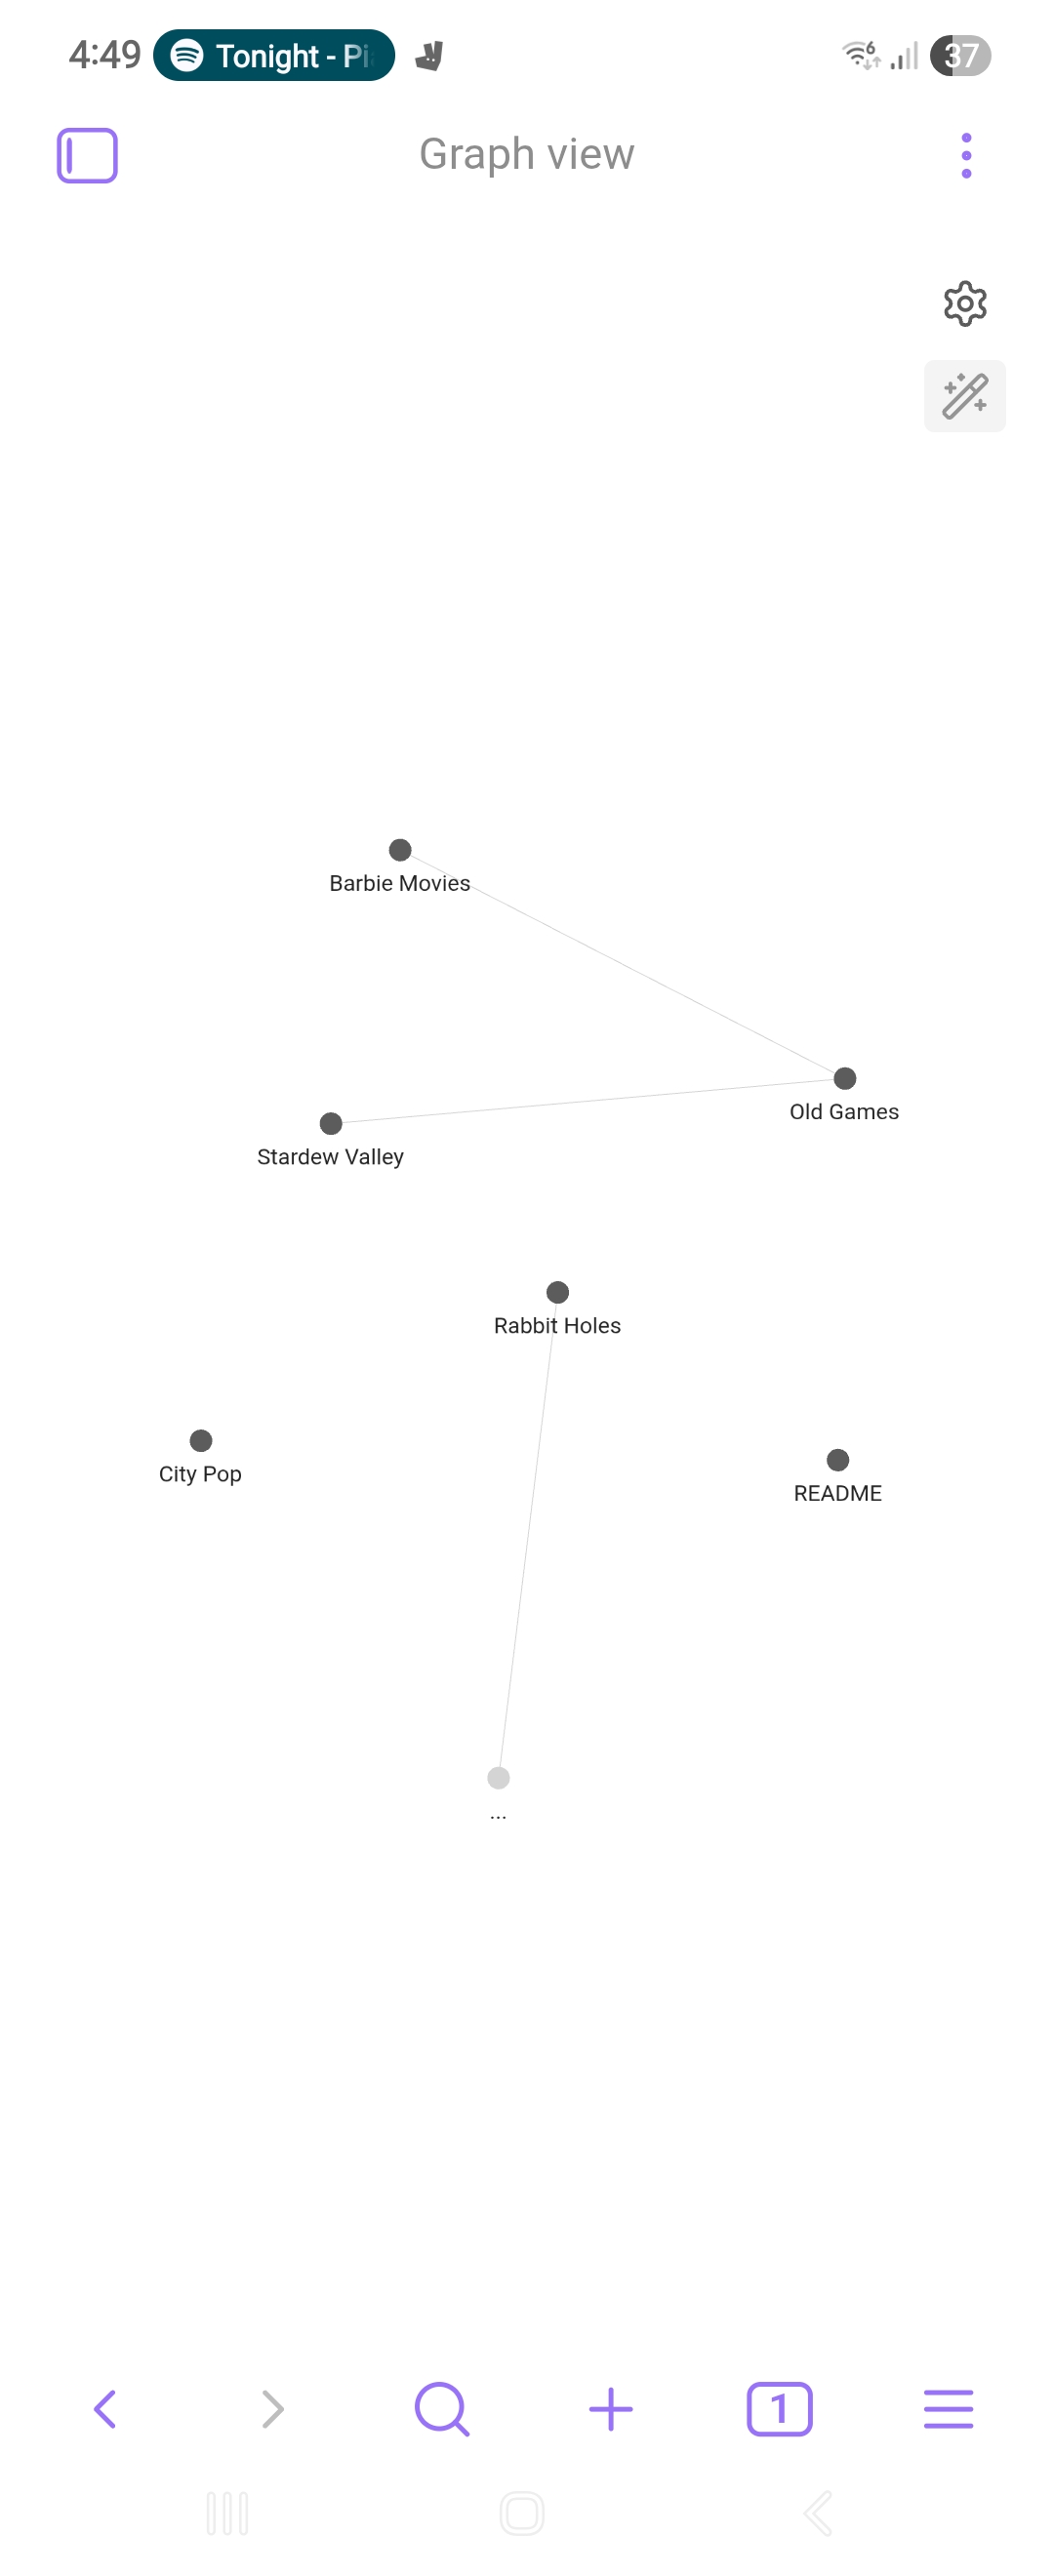 4:49
Tonight - Pi
6
37
Graph view
Barbie Movies
Old Games
Stardew Valley
Rabbit Holes
City Pop
README
...
1